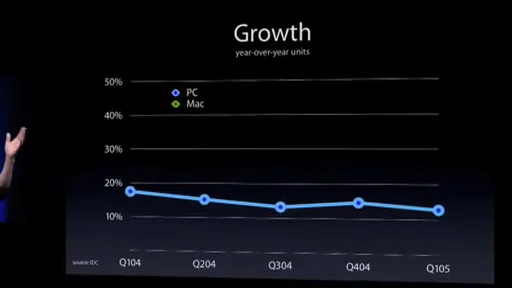 Growth
year-over-year units
50%
PC
Mac
40%
30%
20%
10%
source: IDC
Q104 Q204 Q304 Q404 Q105